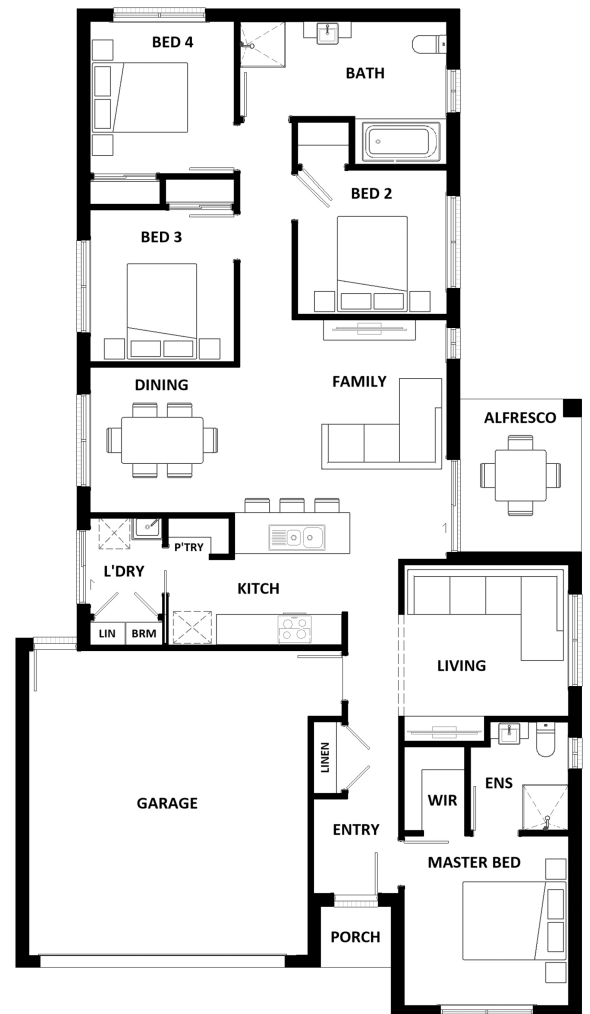 BED 4
BATH
BED 2
BED 3
DINING
FAMILY
ALFRESCO
P'TRY
L'DRY
KITCH
LIN
BRM
LIVING
LINEN
ENS
WIR
GARAGE
ENTRY
MASTER BED
PORCH